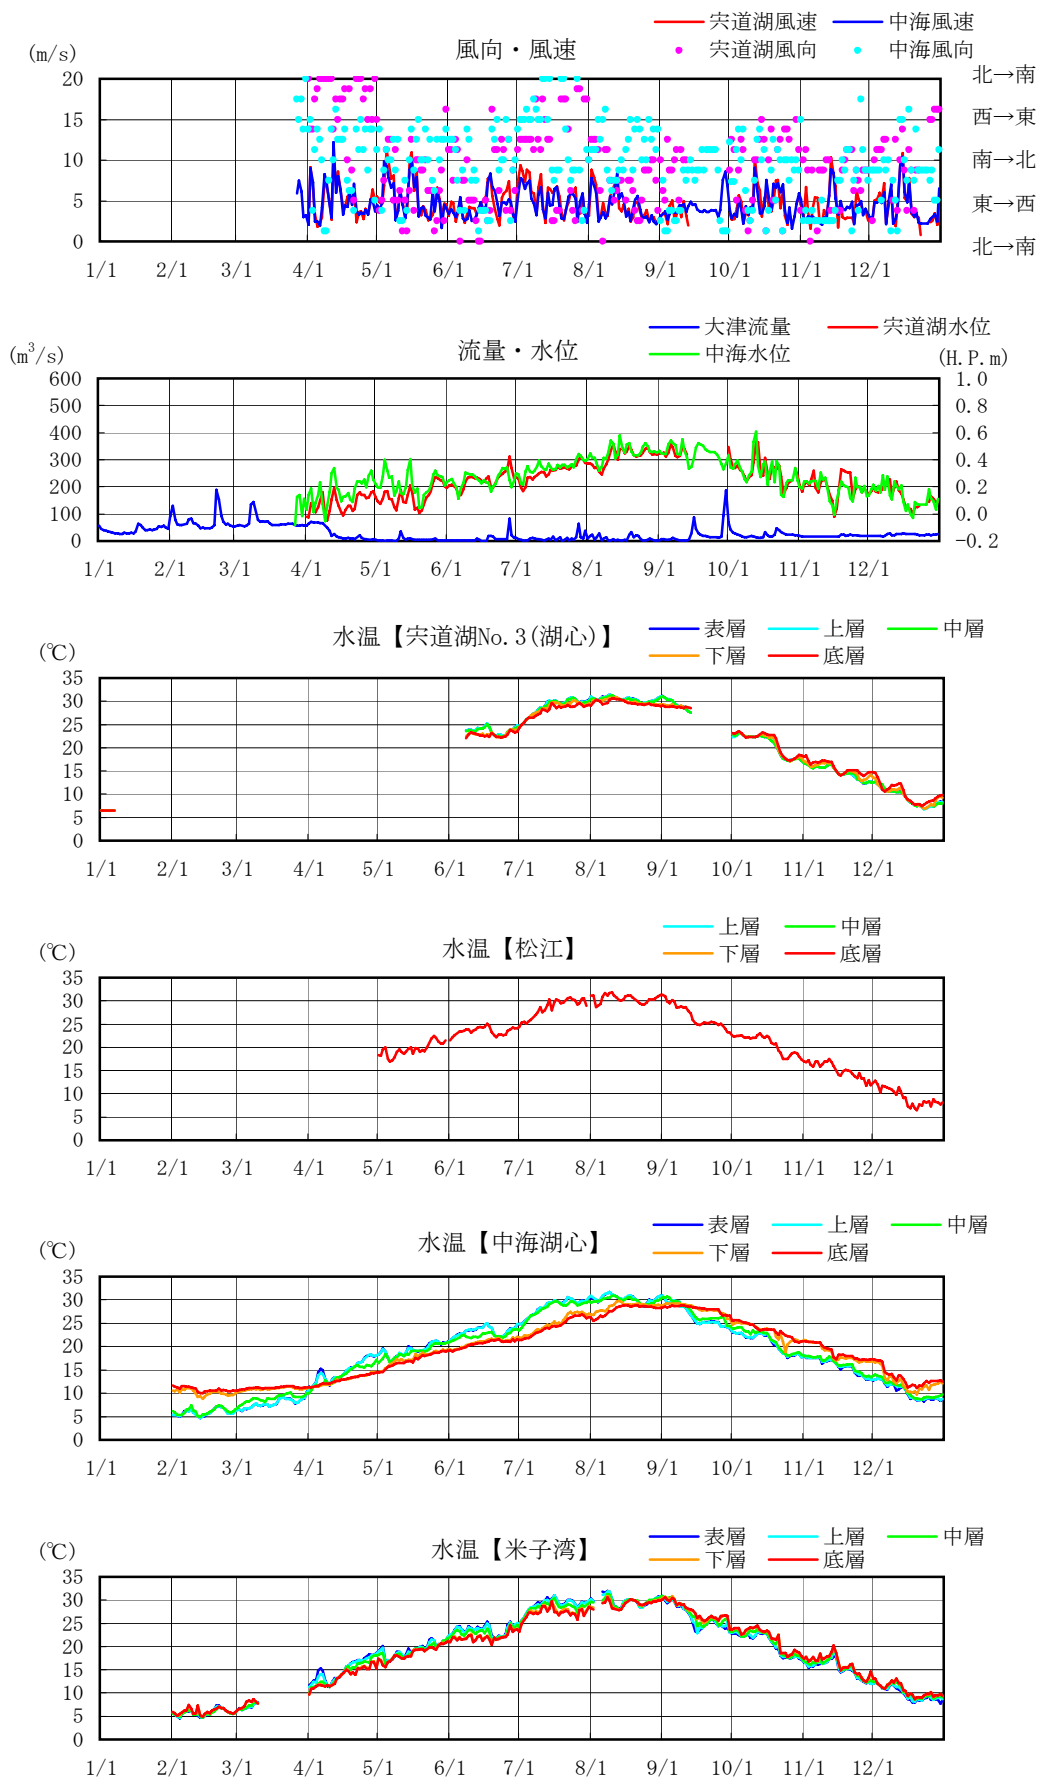 宍道湖風速 中海風速
(m/s) 風向・風速 宍道湖風向 中海風向
20 北→南
15 西→東
10 南→北
5 東→西
0 北→南
1/1 2/1 3/1 4/1 5/1 6/1 7/1 8/1 9/1 10/1 11/1 12/1
大津流量 宍道湖水位
(m³/s) 流量・水位 中海水位 (H.P.m)
600 1.0
500 0.8
400 0.6
300 0.4
200 0.2
100 0.0
0 -0.2
1/1 2/1 3/1 4/1 5/1 6/1 7/1 8/1 9/1 10/1 11/1 12/1
水温【宍道湖No.3(湖心)】 表層 上層 中層
(℃) 下層 底層
35
30
25
20
15
10
5
0
1/1 2/1 3/1 4/1 5/1 6/1 7/1 8/1 9/1 10/1 11/1 12/1
上層 中層
(℃) 水温【松江】 下層 底層
35
30
25
20
15
10
5
0
1/1 2/1 3/1 4/1 5/1 6/1 7/1 8/1 9/1 10/1 11/1 12/1
表層 上層 中層
(℃) 水温【中海湖心】 下層 底層
35
30
25
20
15
10
5
0
1/1 2/1 3/1 4/1 5/1 6/1 7/1 8/1 9/1 10/1 11/1 12/1
表層 上層 中層
(℃) 水温【米子湾】 下層 底層
35
30
25
20
15
10
5
0
1/1 2/1 3/1 4/1 5/1 6/1 7/1 8/1 9/1 10/1 11/1 12/1